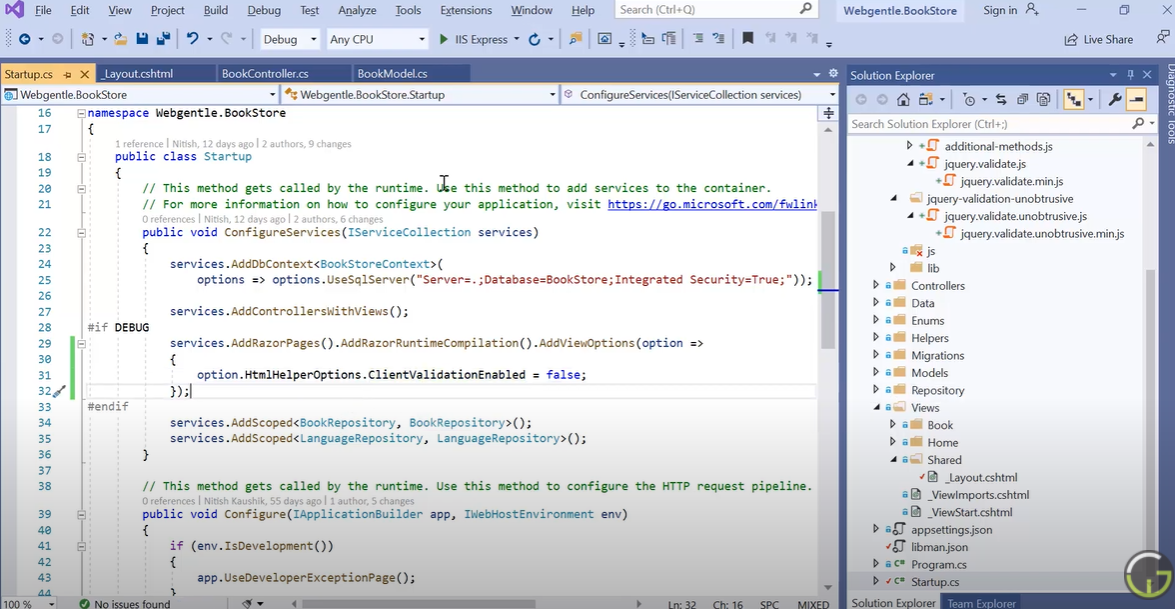 File Edit View Project Build Debug Test Analyze Tools Extensions Window Help Search (Ctrl+Q) Webgentle.BookStore Sign in
Debug Any CPU IIS Express Live Share
Startup.cs _Layout.cshtml BookController.cs BookModel.cs
Webgentle.BookStore Webgentle.BookStore.Startup ConfigureServices(IServiceCollection services)
16 namespace Webgentle.BookStore
17 {
1 reference | Nitish, 12 days ago | 2 authors, 9 changes
18 public class Startup
19 {
20 // This method gets called by the runtime. Use this method to add services to the container.
21 // For more information on how to configure your application, visit https://go.microsoft.com/fwlink
0 references | Nitish, 12 days ago | 2 authors, 6 changes
22 public void ConfigureServices(IServiceCollection services)
23 {
24 services.AddDbContext<BookStoreContext>(
25 options => options.UseSqlServer("Server=.;Database=BookStore;Integrated Security=True;"));
26
27 services.AddControllersWithViews();
28 #if DEBUG
29 services.AddRazorPages().AddRazorRuntimeCompilation().AddViewOptions(option =>
30 {
31 option.HtmlHelperOptions.ClientValidationEnabled = false;
32 });
33 #endif
34 services.AddScoped<BookRepository, BookRepository>();
35 services.AddScoped<LanguageRepository, LanguageRepository>();
36 }
37
38 // This method gets called by the runtime. Use this method to configure the HTTP request pipeline.
0 references | Nitish Kaushik, 55 days ago | 1 author, 5 changes
39 public void Configure(IApplicationBuilder app, IWebHostEnvironment env)
40 {
41 if (env.IsDevelopment())
42 {
43 app.UseDeveloperExceptionPage();
44 }
100 % No issues found Ln: 32 Ch: 16 SPC MIXED
Solution Explorer
Search Solution Explorer (Ctrl+;)
additional-methods.js
jquery.validate.js
jquery.validate.min.js
jquery-validation-unobtrusive
jquery.validate.unobtrusive.js
jquery.validate.unobtrusive.min.js
js
lib
Controllers
Data
Enums
Helpers
Migrations
Models
Repository
Views
Book
Home
Shared
_Layout.cshtml
_ViewImports.cshtml
_ViewStart.cshtml
appsettings.json
libman.json
Program.cs
Startup.cs
Solution Explorer Team Explorer
Diagnostic Tools